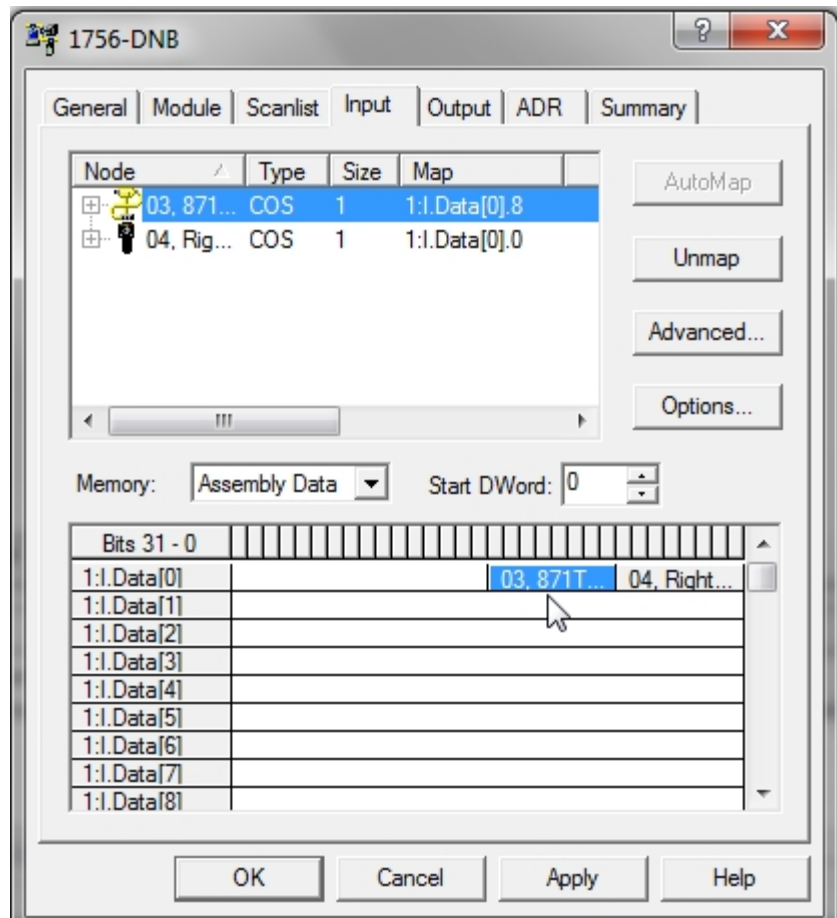 1756-DNB
General Module Scanlist Input Output ADR Summary
Node Type Size Map
AutoMap
03, 871... COS 1 1:I.Data[0].8
04, Rig... COS 1 1:I.Data[0].0
Unmap
Advanced...
Options...
Memory: Assembly Data Start DWord: 0
Bits 31 - 0
1:I.Data[0] 03, 871T... 04, Right...
1:I.Data[1]
1:I.Data[2]
1:I.Data[3]
1:I.Data[4]
1:I.Data[5]
1:I.Data[6]
1:I.Data[7]
1:I.Data[8]
OK Cancel Apply Help